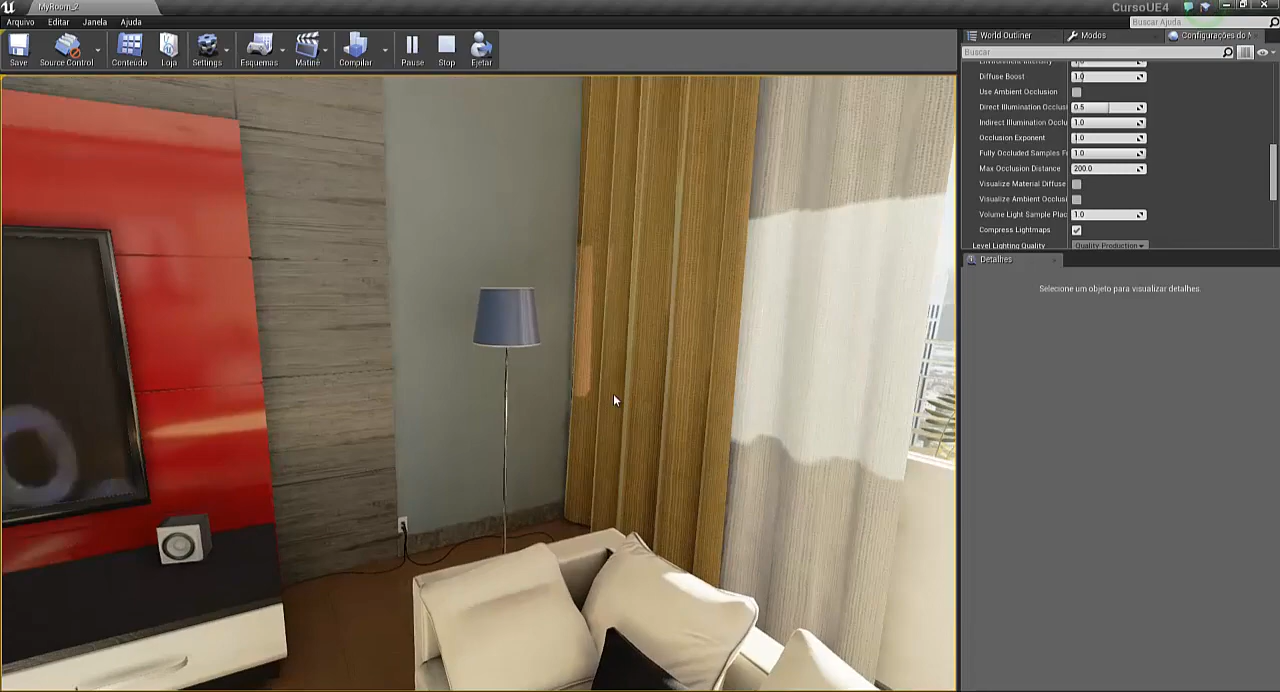 MyRoom_2
CursoUE4
Arquivo Editar Janela Ajuda
Buscar Ajuda
Save Source Control Conteúdo Loja Settings Esquemas Matinê Compilar Pause Stop Ejetar
World Outliner Modos Configurações do
Buscar
Environment Intensity
Diffuse Boost 1.0
Use Ambient Occlusion
Direct Illumination Occlus 0.5
Indirect Illumination Occlu 1.0
Occlusion Exponent 1.0
Fully Occluded Samples F 1.0
Max Occlusion Distance 200.0
Visualize Material Diffuse
Visualize Ambient Occlus
Volume Light Sample Plac 1.0
Compress Lightmaps
Level Lighting Quality Quality Production
Detalhes
Selecione um objeto para visualizar detalhes.